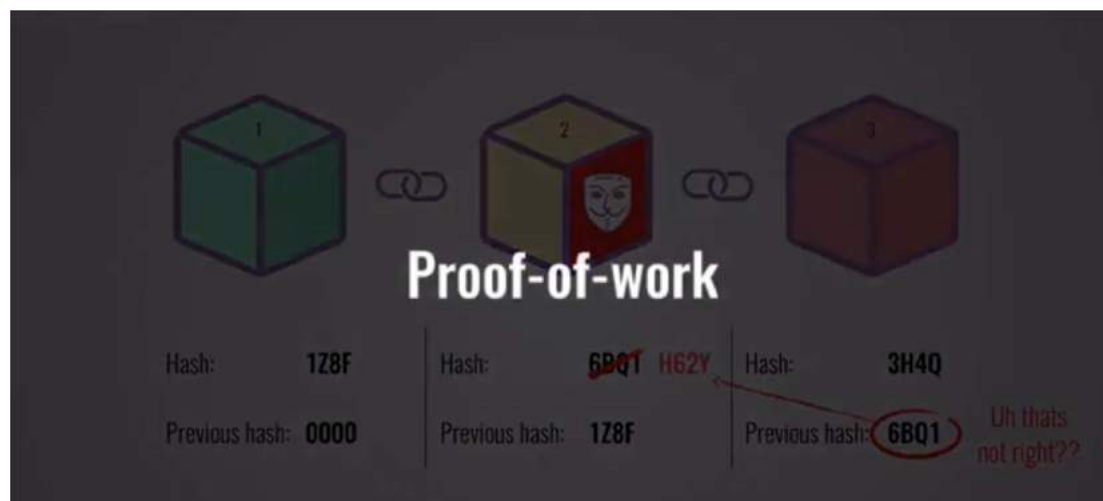 1
2
3
Proof-of-work
Hash: 1Z8F
Previous hash: 0000
Hash: 6BQ1 H62Y
Previous hash: 1Z8F
Hash: 3H4Q
Previous hash: 6BQ1
Uh thats
not right??